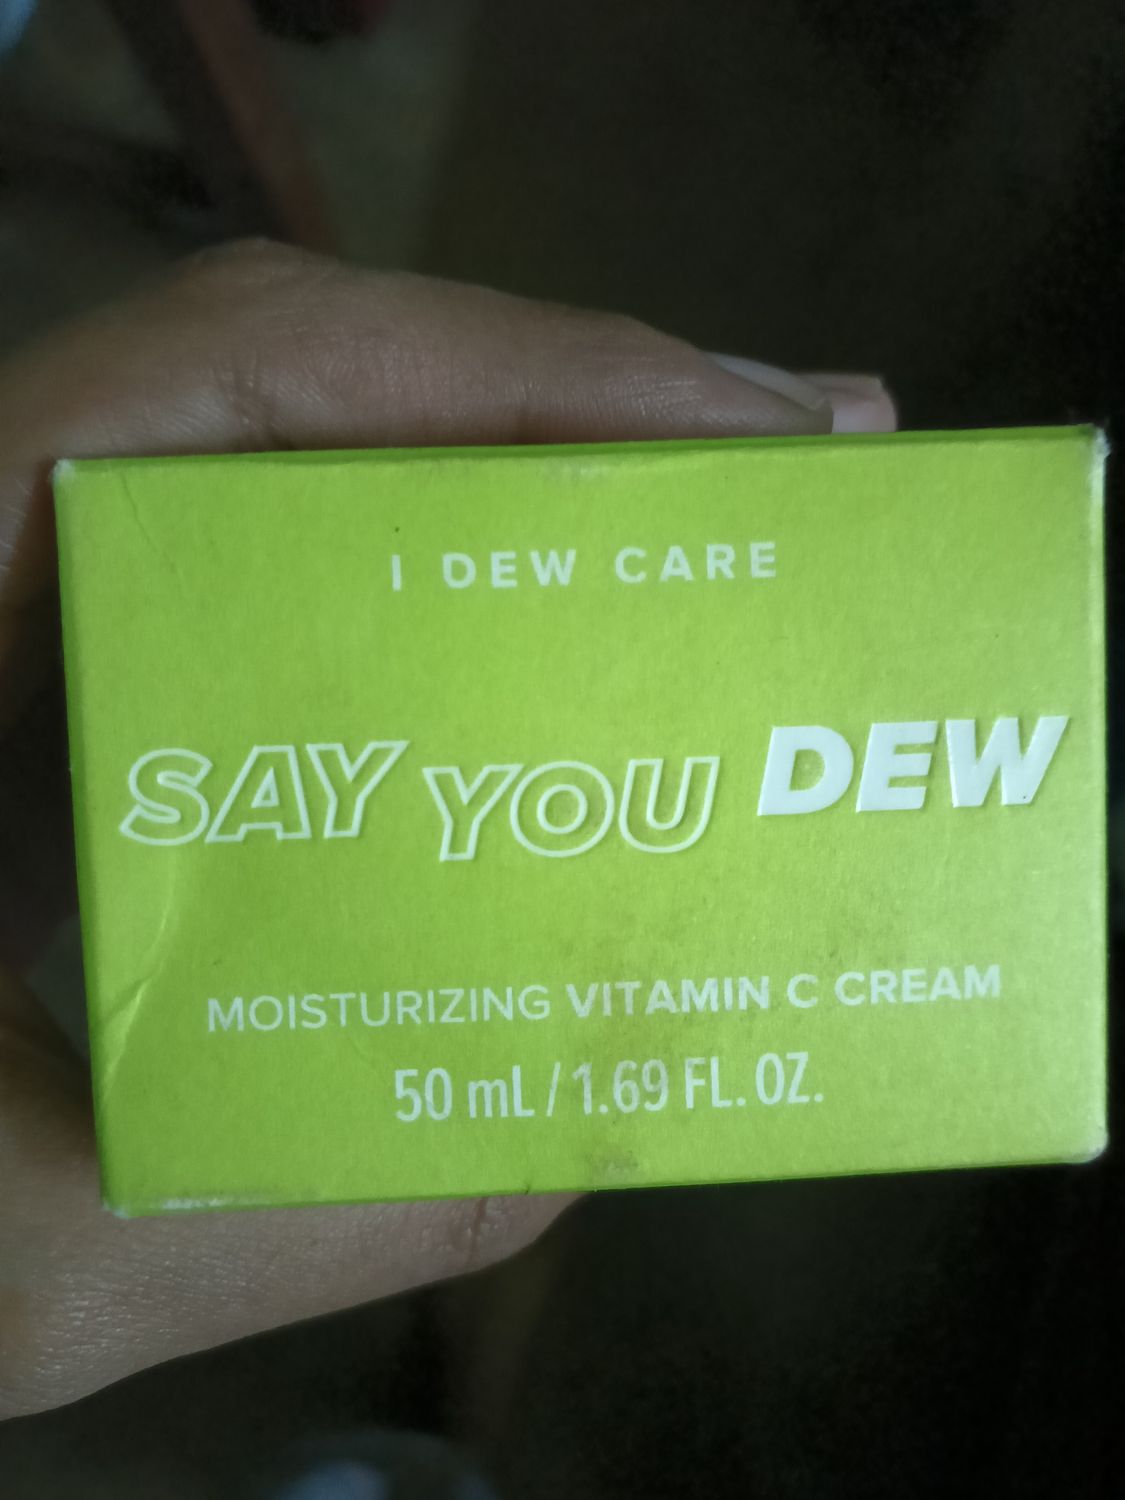 I DEW CARE
SAY YOU DEW
MOISTURIZING VITAMIN C CREAM
50 mL / 1.69 FL. OZ.